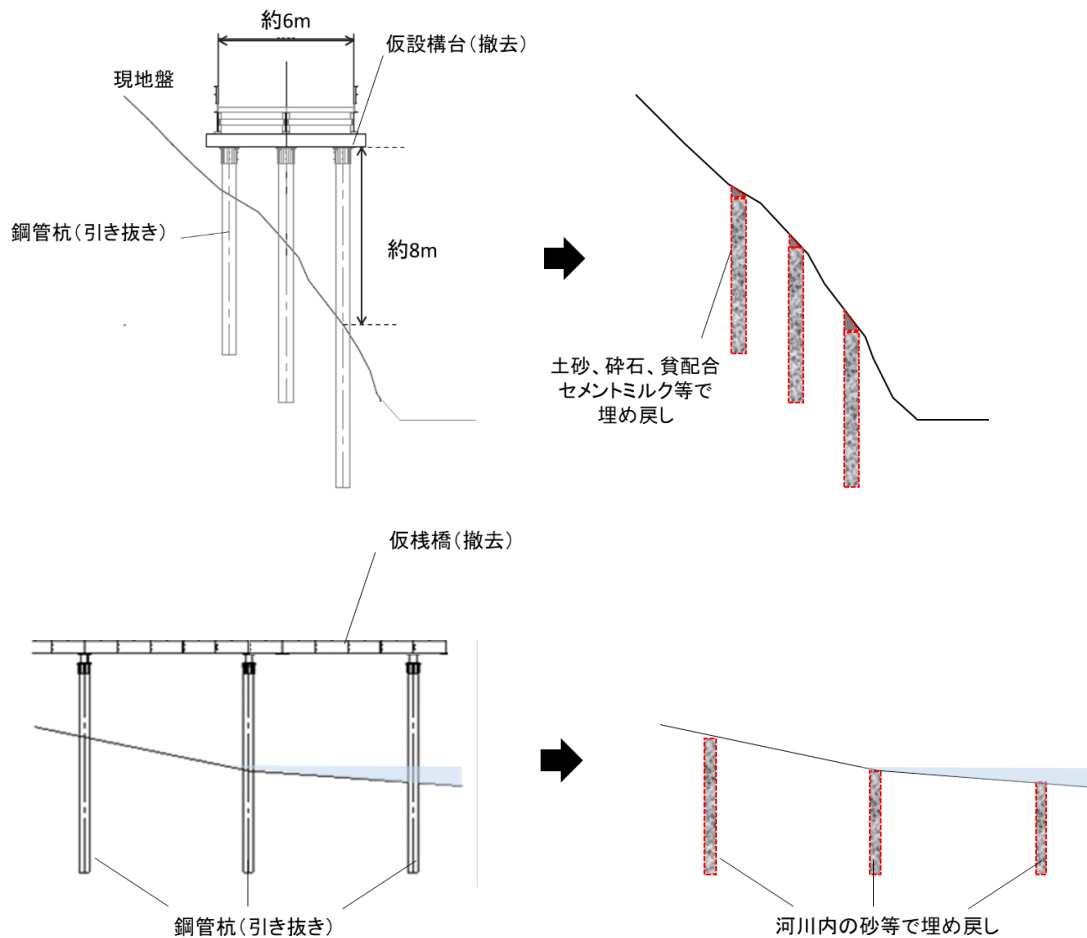 約6m
仮設構台（撤去）
現地盤
鋼管杭（引き抜き）
約8m
土砂、砕石、貧配合
セメントミルク等で
埋め戻し
仮桟橋（撤去）
鋼管杭（引き抜き）
河川内の砂等で埋め戻し